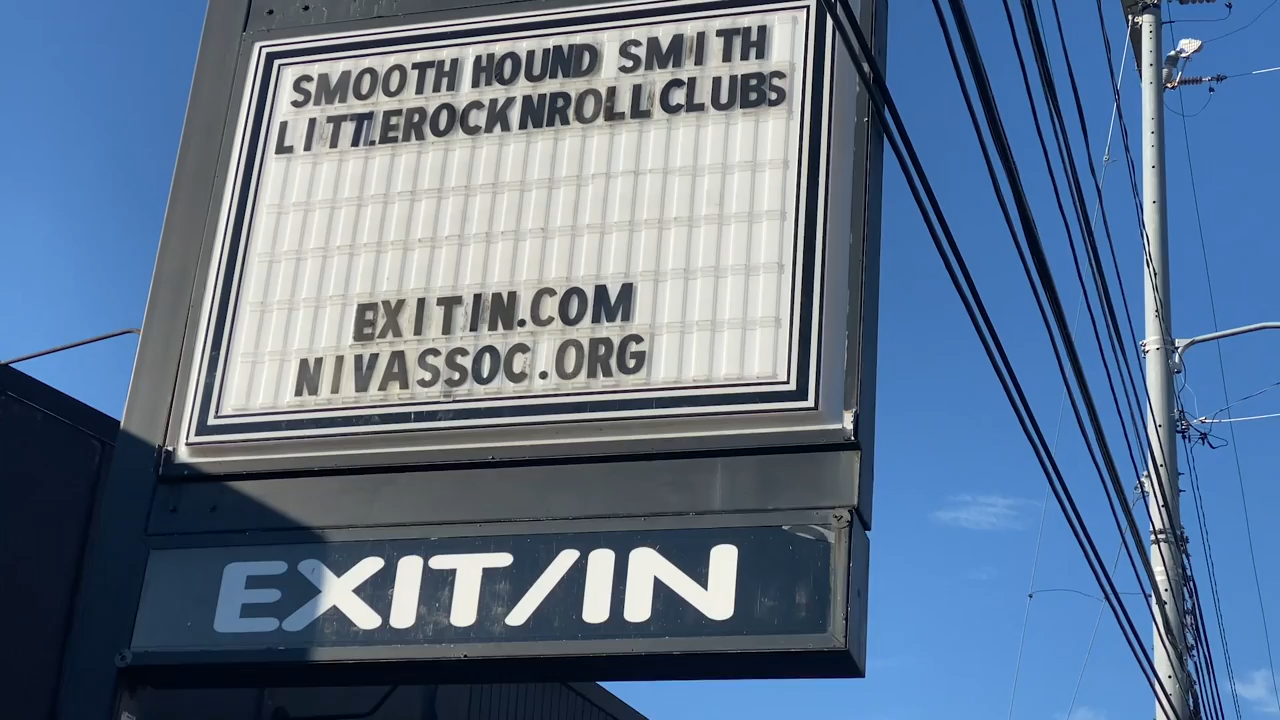 SMOOTH HOUND SMITH
LITTLEROCKNROLLCLUBS
EXITIN.COM
NIVASSOC.ORG
EXIT/IN